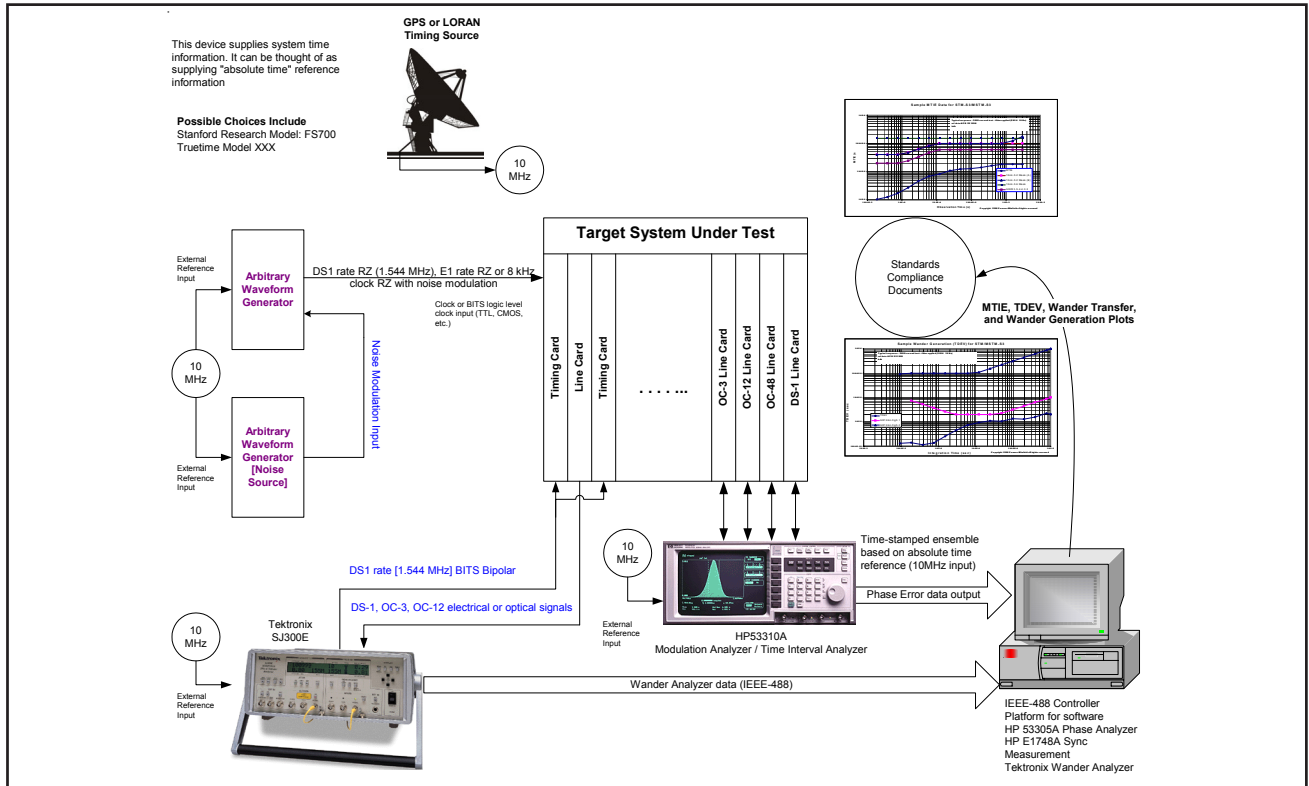 GPS or LORAN
Timing Source
This device supplies system time
information. It can be thought of as
supplying "absolute time" reference
information
Possible Choices Include
Stanford Research Model: FS700
Truetime Model XXX
10
MHz
Target System Under Test
External
Reference
Input
Arbitrary
Waveform
Generator
DS1 rate RZ (1.544 MHz), E1 rate RZ or 8 kHz
clock RZ with noise modulation
Clock or BITS logic level
clock input (TTL, CMOS,
etc.)
10
MHz
Noise Modulation Input
External
Reference
Input
Arbitrary
Waveform
Generator
[Noise
Source]
Timing Card
Line Card
Timing Card
. . . . ...
OC-3 Line Card
OC-12 Line Card
OC-48 Line Card
DS-1 Line Card
Standards
Compliance
Documents
MTIE, TDEV, Wander Transfer,
and Wander Generation Plots
DS1 rate [1.544 MHz] BITS Bipolar
DS-1, OC-3, OC-12 electrical or optical signals
10
MHz
External
Reference
Input
HP53310A
Modulation Analyzer / Time Interval Analyzer
Time-stamped ensemble
based on absolute time
reference (10MHz input)
Phase Error data output
Tektronix
SJ300E
10
MHz
External
Reference
Input
Wander Analyzer data (IEEE-488)
IEEE-488 Controller
Platform for software
HP 53305A Phase Analyzer
HP E1748A Sync
Measurement
Tektronix Wander Analyzer